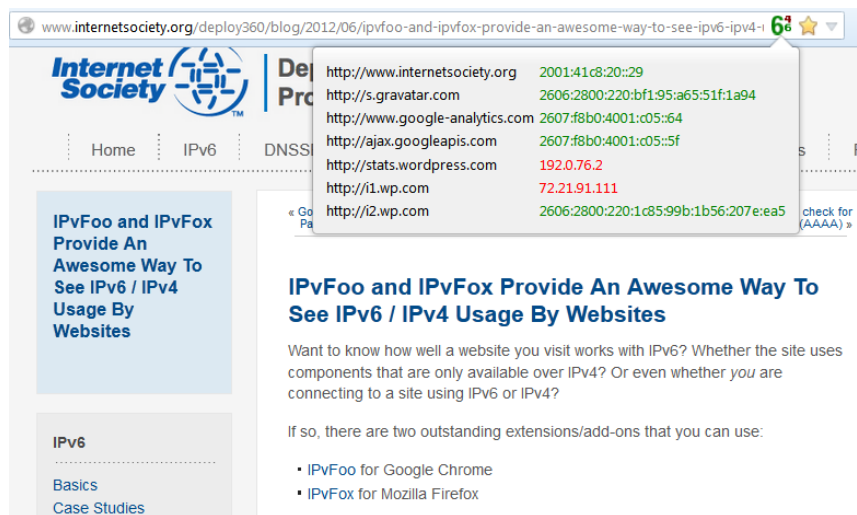 www.internetsociety.org/deploy360/blog/2012/06/ipvfoo-and-ipvfox-provide-an-awesome-way-to-see-ipv6-ipv4-
6 4 6
Internet
Society
TM
http://www.internetsociety.org 2001:41c8:20::29
http://s.gravatar.com 2606:2800:220:bf1:95:a65:51f:1a94
http://www.google-analytics.com 2607:f8b0:4001:c05::64
http://ajax.googleapis.com 2607:f8b0:4001:c05::5f
http://stats.wordpress.com 192.0.76.2
http://i1.wp.com 72.21.91.111
http://i2.wp.com 2606:2800:220:1c85:99b:1b56:207e:ea5
Home IPv6
check for
(AAAA) »
IPvFoo and IPvFox
Provide An
Awesome Way To
See IPv6 / IPv4
Usage By
Websites
IPv6
Basics
Case Studies
IPvFoo and IPvFox Provide An Awesome Way To
See IPv6 / IPv4 Usage By Websites
Want to know how well a website you visit works with IPv6? Whether the site uses
components that are only available over IPv4? Or even whether you are
connecting to a site using IPv6 or IPv4?
If so, there are two outstanding extensions/add-ons that you can use:
▪ IPvFoo for Google Chrome
▪ IPvFox for Mozilla Firefox